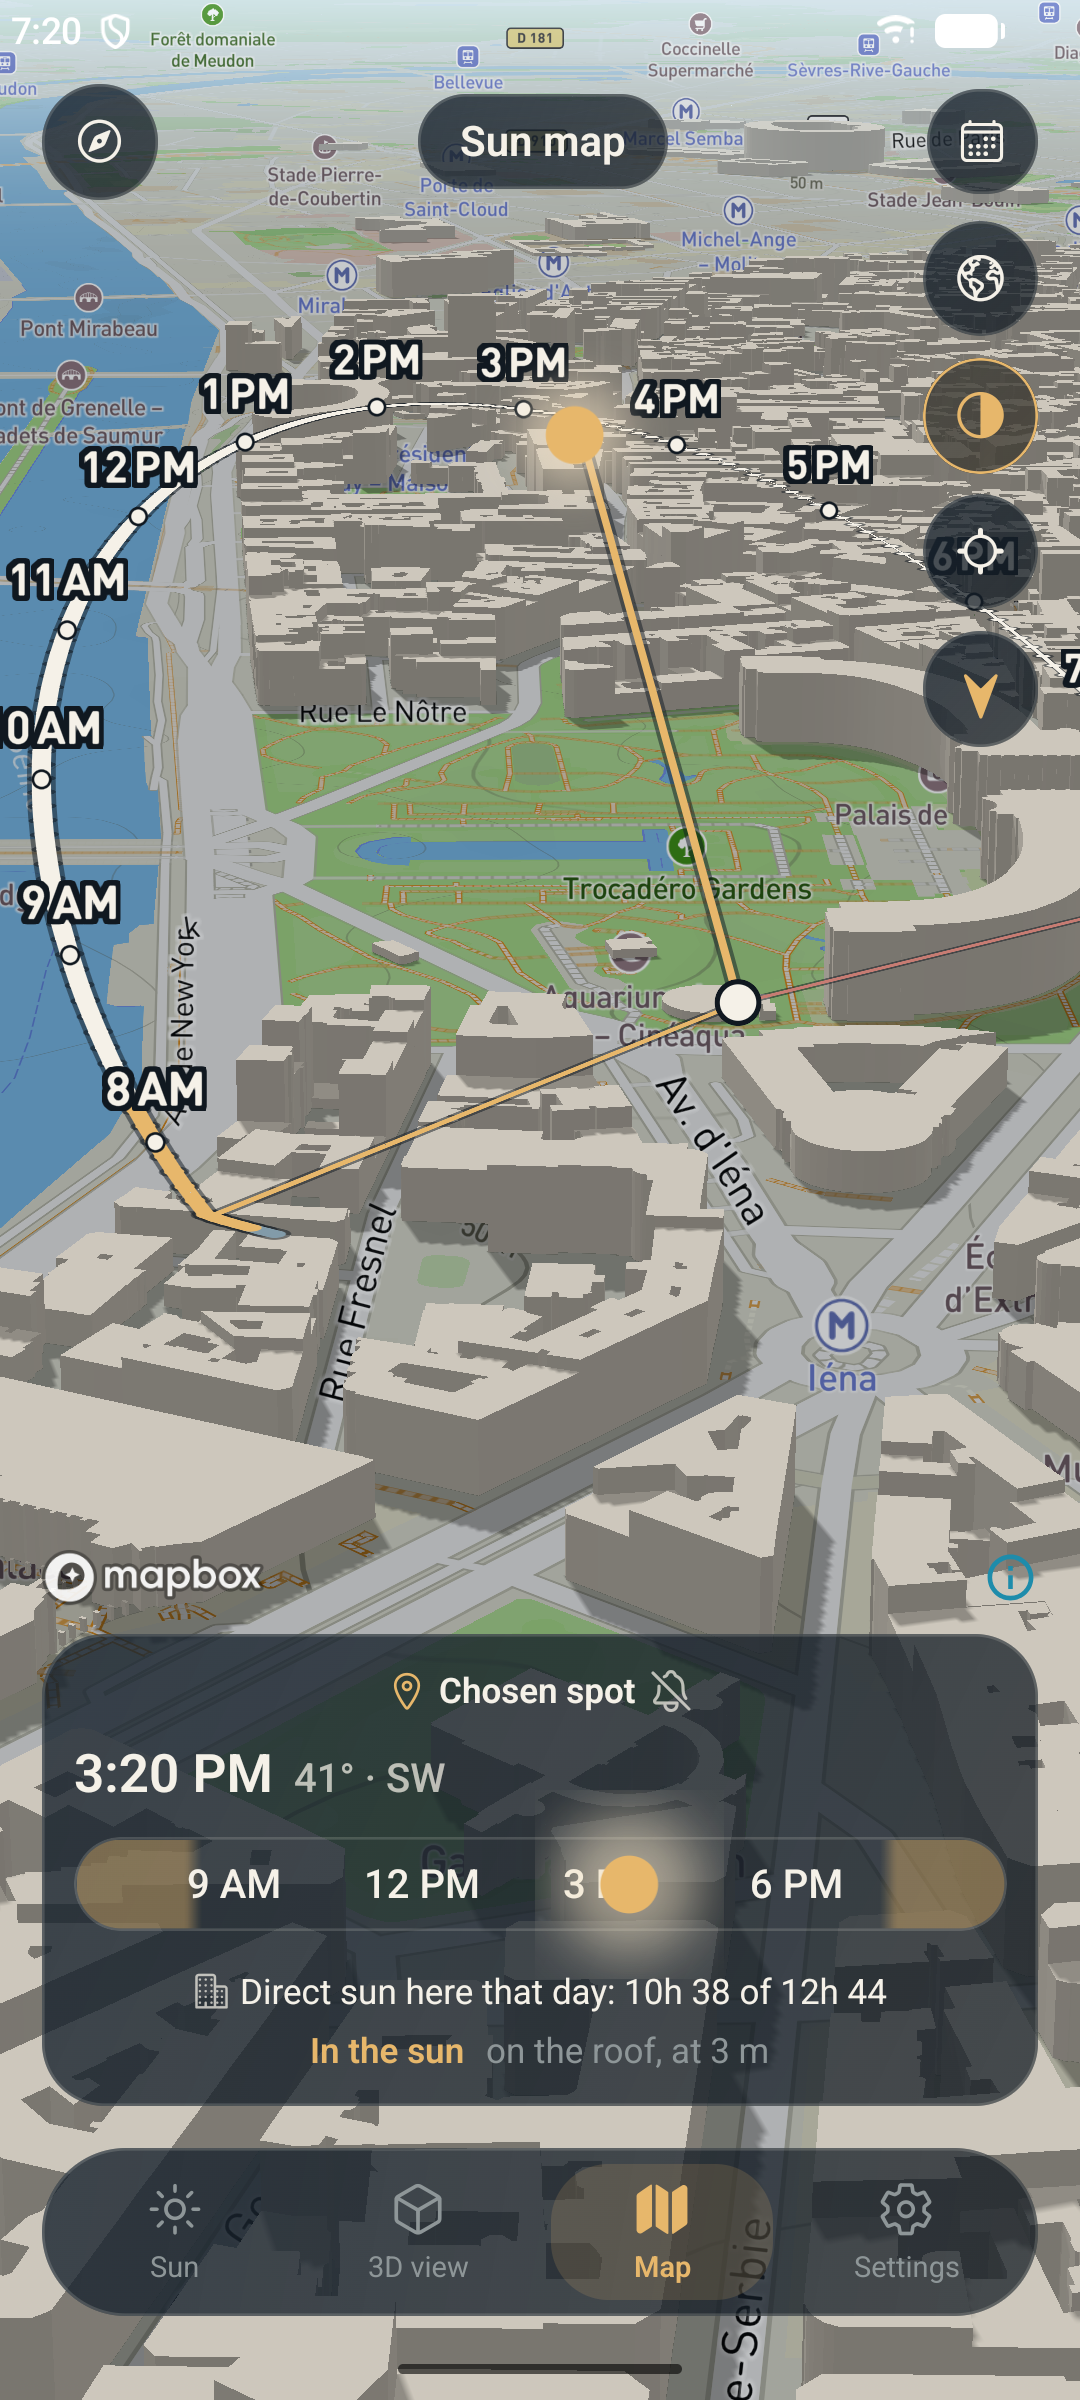 7:20
Forêt domaniale
de Meudon
D 181
Bellevue
Coccinelle
Supermarché
Sèvres-Rive-Gauche
Sun map
Marcel Semba
50 m
Stade Pierre-
de-Coubertin
Porte de
Saint-Cloud
Michel-Ange
Pont Mirabeau
2 PM
3 PM
1 PM
4 PM
12 PM
5 PM
6 PM
11 AM
Rue Le Nôtre
Palais de
9 AM
Trocadéro Gardens
8 AM
– Cinéaqua
Av. d'Iéna
Rue Fresnel
Iéna
mapbox
Chosen spot
3:20 PM 41° · SW
9 AM 12 PM 3 6 PM
Direct sun here that day: 10h 38 of 12h 44
In the sun on the roof, at 3 m
Sun 3D view Map Settings